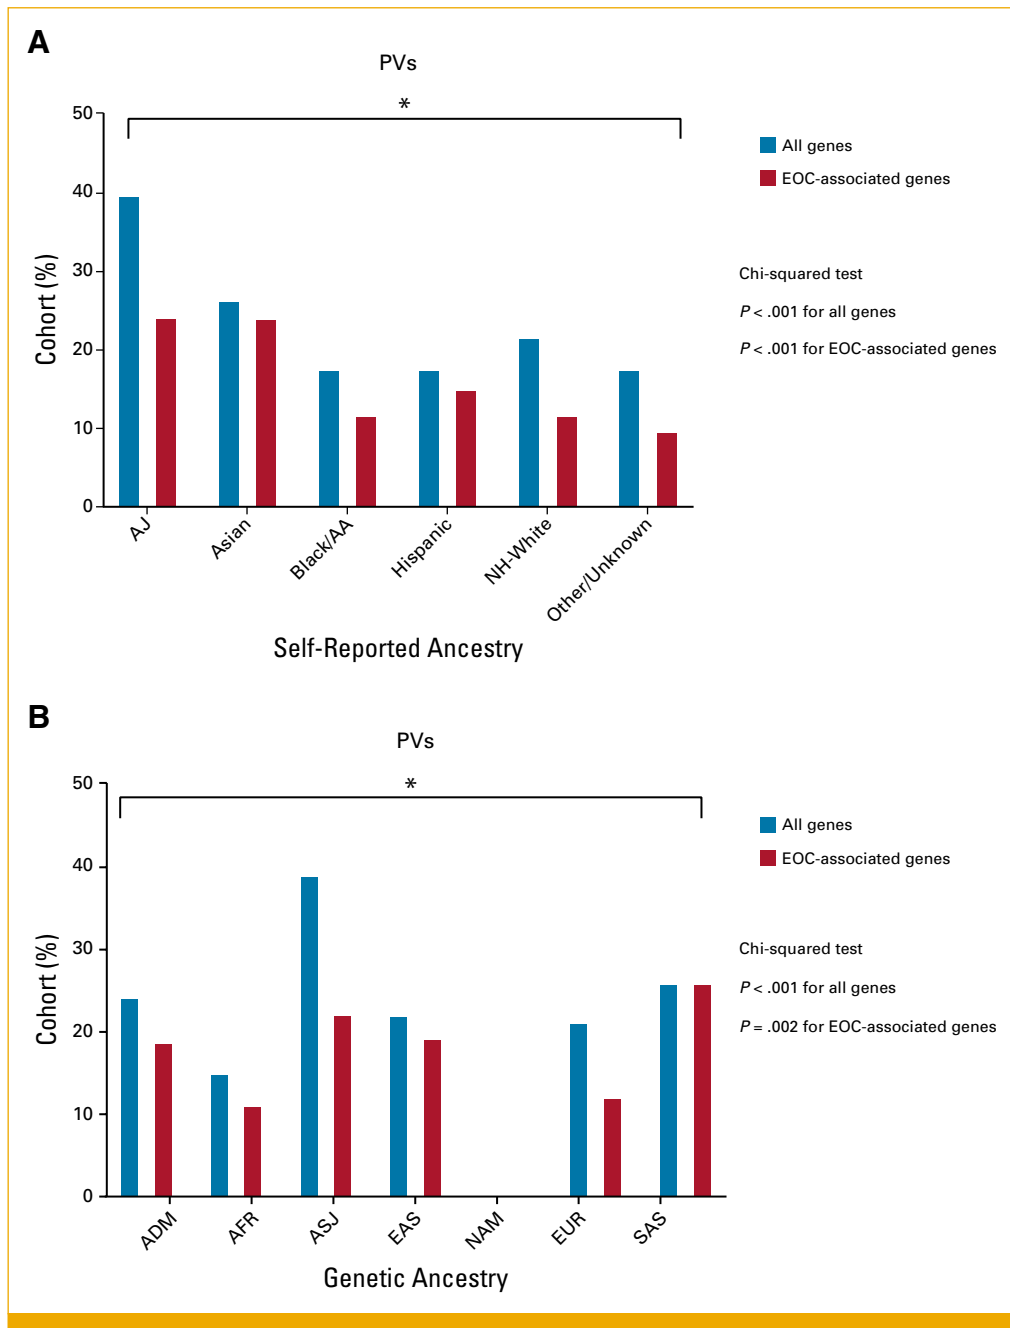 A
PVs
*
50
40
30
20
10
0
Cohort (%)
AJ
Asian
Black/AA
Hispanic
NH-White
Other/Unknown
Self-Reported Ancestry
All genes
EOC-associated genes
Chi-squared test
P < .001 for all genes
P < .001 for EOC-associated genes
B
PVs
*
50
40
30
20
10
0
Cohort (%)
ADM
AFR
ASJ
EAS
NAM
EUR
SAS
Genetic Ancestry
All genes
EOC-associated genes
Chi-squared test
P < .001 for all genes
P = .002 for EOC-associated genes